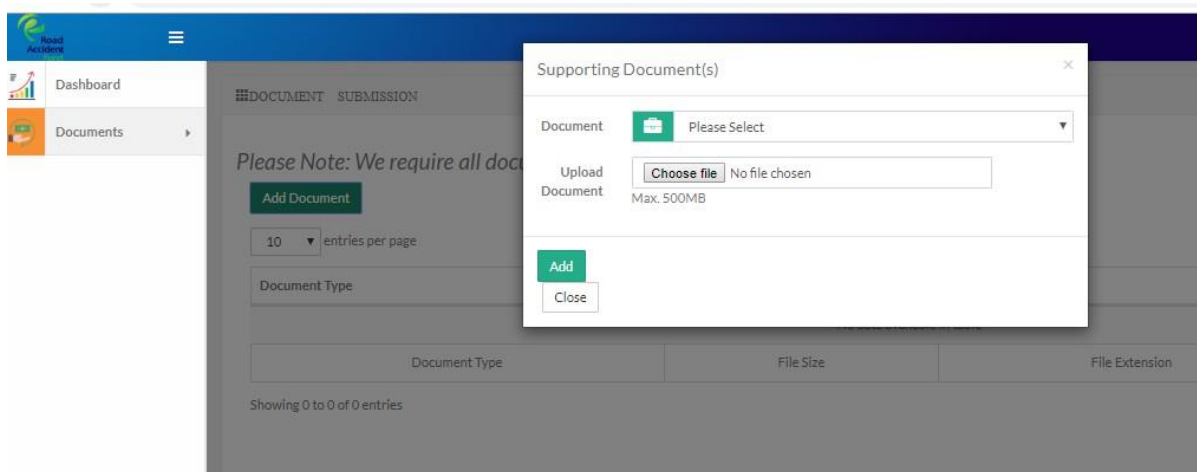 Road
Accident
Fund
Dashboard
Documents
DOCUMENT SUBMISSION
Please Note: We require all docu
Add Document
10 entries per page
Document Type
Document Type File Size File Extension
Showing 0 to 0 of 0 entries
Supporting Document(s)
×
Document Please Select
Upload Document Choose file No file chosen
Max. 500MB
Add
Close